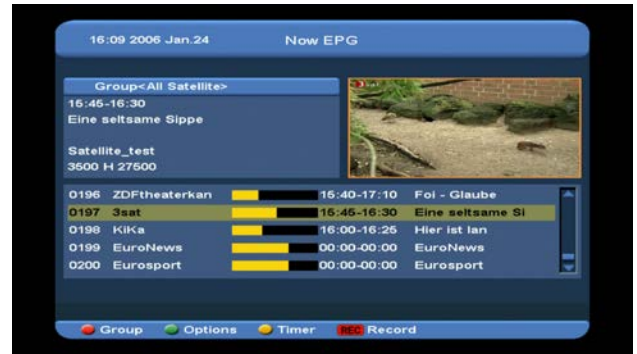 16:09 2006 Jan.24 Now EPG
Group<All Satellite>
15:45-16:30
Eine seltsame Sippe
Satellite_test
3500 H 27500
0196 ZDFtheaterkan 15:40-17:10 Foi - Glaube
0197 3sat 15:45-16:30 Eine seltsame Si
0198 KiKa 16:00-16:25 Hier ist Ian
0199 EuroNews 00:00-00:00 EuroNews
0200 Eurosport 00:00-00:00 Eurosport
Group Options Timer REC Record